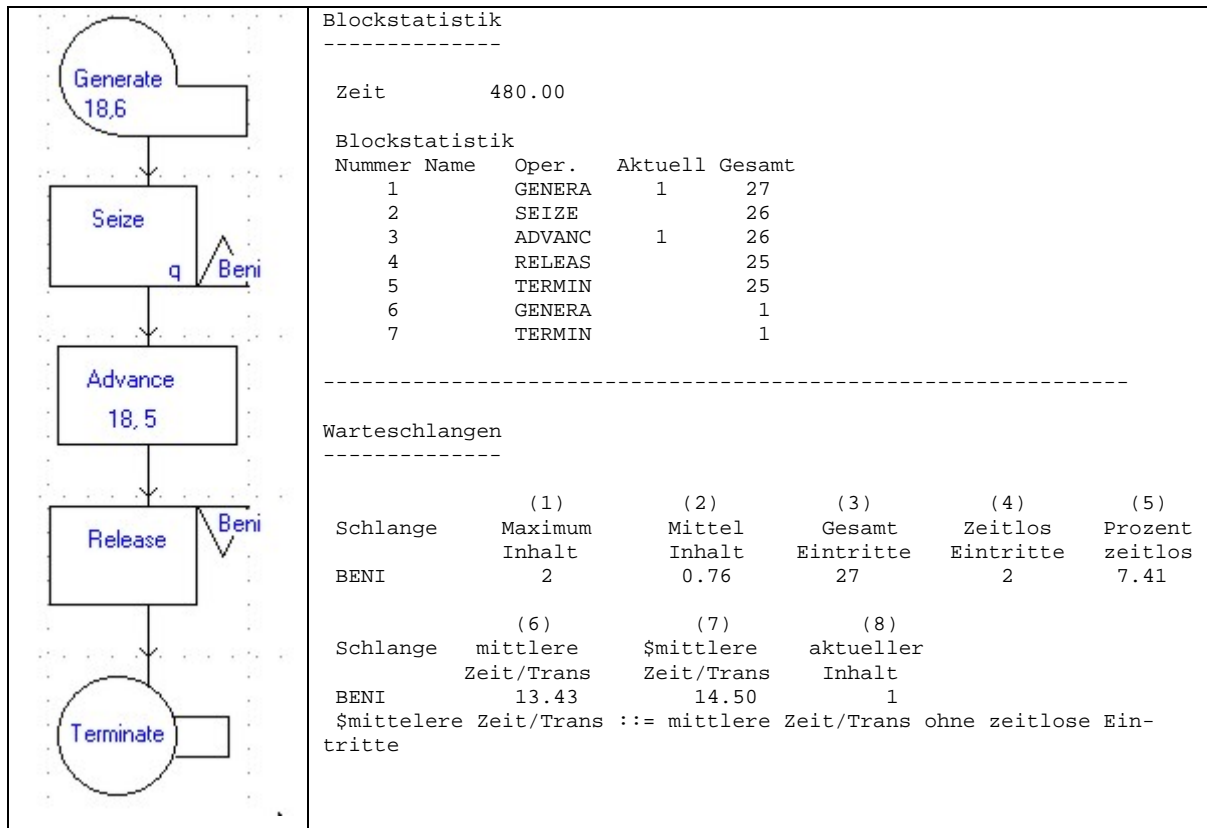 Generate
18,6
Seize
q
Beni
Advance
18, 5
Release
Beni
Terminate
Blockstatistik
--------------
Zeit 480.00
Blockstatistik
Nummer Name Oper. Aktuell Gesamt
1 GENERA 1 27
2 SEIZE 26
3 ADVANC 1 26
4 RELEAS 25
5 TERMIN 25
6 GENERA 1
7 TERMIN 1
---------------------------------------------------------------
Warteschlangen
--------------
(1) (2) (3) (4) (5)
Schlange Maximum Mittel Gesamt Zeitlos Prozent
Inhalt Inhalt Eintritte Eintritte zeitlos
BENI 2 0.76 27 2 7.41
(6) (7) (8)
Schlange mittlere $mittlere aktueller
Zeit/Trans Zeit/Trans Inhalt
BENI 13.43 14.50 1
$mittelere Zeit/Trans ::= mittlere Zeit/Trans ohne zeitlose Ein-
tritte